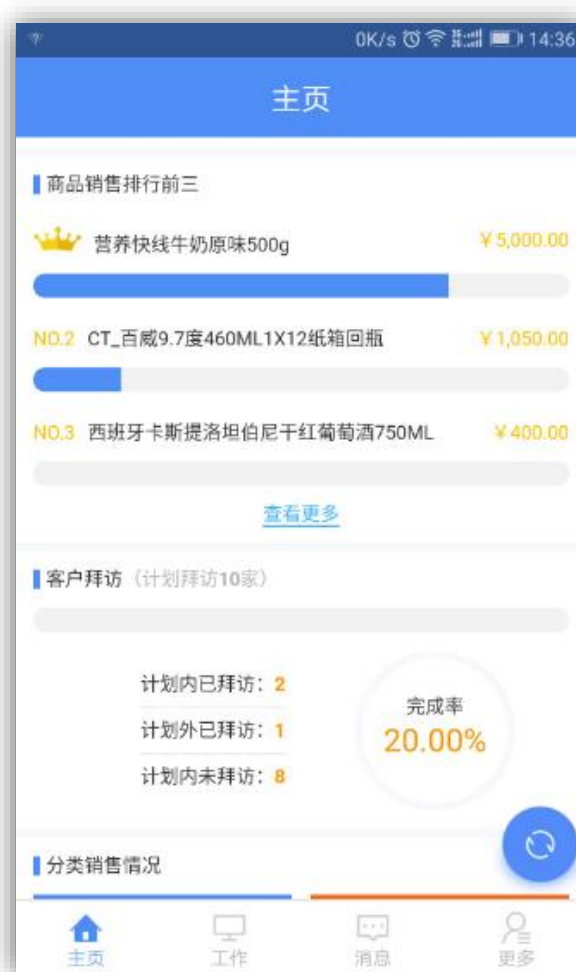 0K/s 14:36
主页
商品销售排行前三
营养快线牛奶原味500g ￥5,000.00
NO.2 CT_百威9.7度460ML1X12纸箱回瓶 ￥1,050.00
NO.3 西班牙卡斯提洛坦伯尼干红葡萄酒750ML ￥400.00
查看更多
客户拜访（计划拜访10家）
计划内已拜访：2
计划外已拜访：1
计划内未拜访：8
完成率
20.00%
分类销售情况
主页 工作 消息 更多